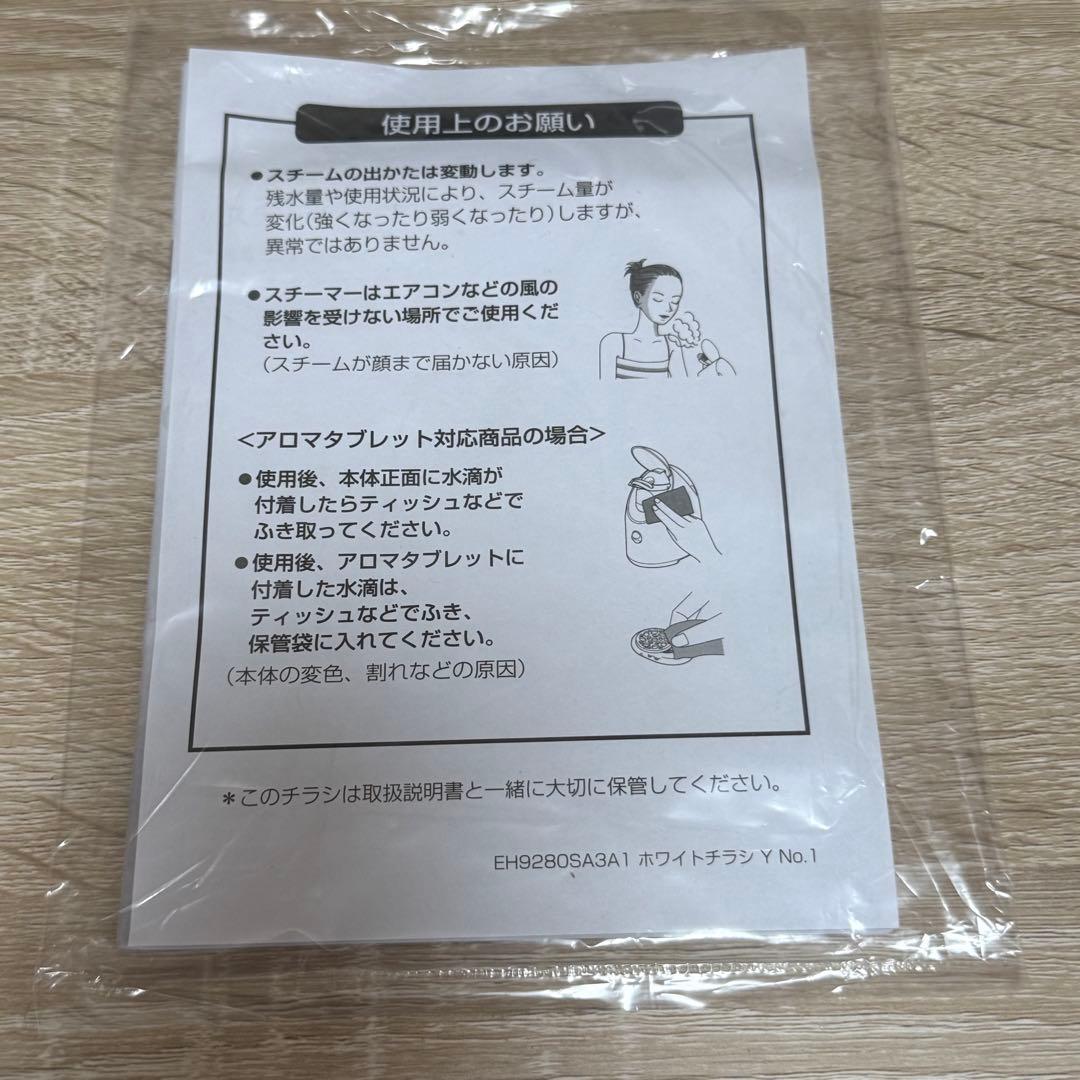 使用上のお願い
●スチームの出かたは変動します。
残水量や使用状況により、スチーム量が
変化(強くなったり弱くなったり)しますが、
異常ではありません。
●スチーマーはエアコンなどの風の
影響を受けない場所でご使用くだ
さい。
(スチームが顔まで届かない原因)
<アロマタブレット対応商品の場合>
●使用後、本体正面に水滴が
付着したらティッシュなどで
ふき取ってください。
●使用後、アロマタブレットに
付着した水滴は、
ティッシュなどでふき、
保管袋に入れてください。
(本体の変色、割れなどの原因)
*このチラシは取扱説明書と一緒に大切に保管してください。
EH9280SA3A1 ホワイトチラシ Y No.1